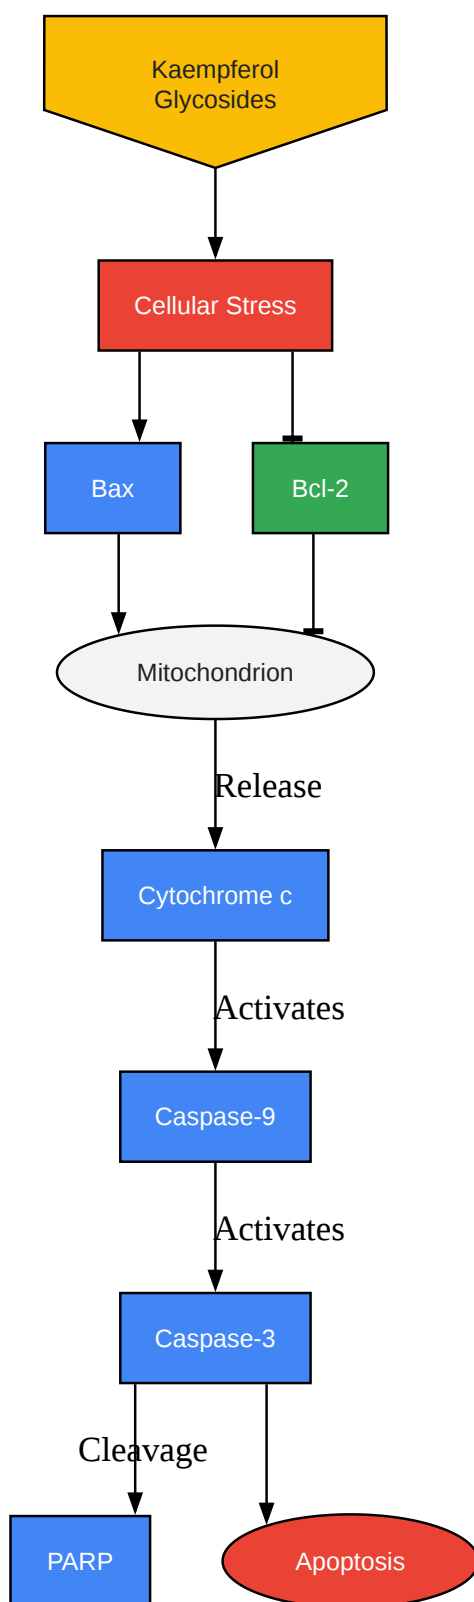 Kaempferol
Glycosides
Cellular Stress
Bax
Bcl-2
Mitochondrion
Release
Cytochrome c
Activates
Caspase-9
Activates
Caspase-3
Cleavage
PARP
Apoptosis